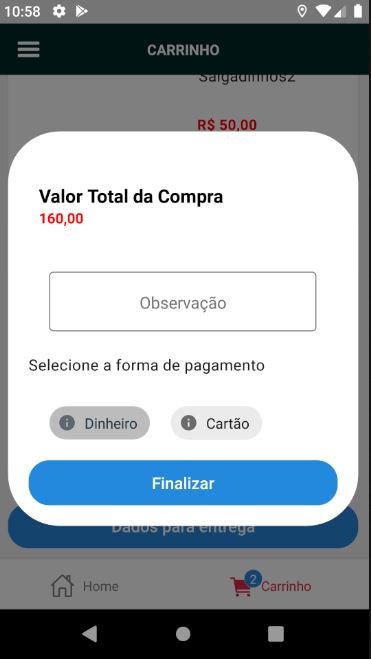 10:58
CARRINHO
Salgadinhos2
R$ 50,00
Valor Total da Compra
160,00
Observação
Selecione a forma de pagamento
Dinheiro
Cartão
Finalizar
Dados para entrega
Home
2
Carrinho